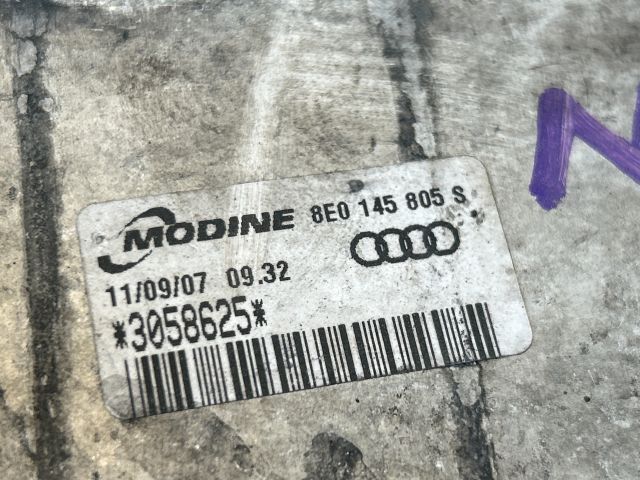 MODINE 8E0 145 805 S
11/09/07 09.32
*3058625*
N